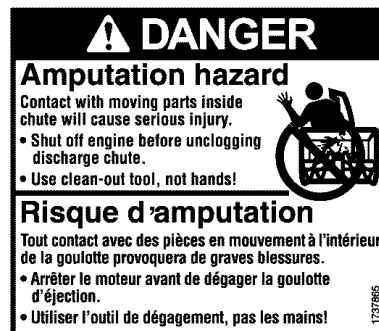 DANGER
Amputation hazard
Contact with moving parts inside
chute will cause serious injury.
• Shut off engine before unclogging
discharge chute.
• Use clean-out tool, not hands!
Risque d'amputation
Tout contact avec des pièces en mouvement à l'intérieur
de la goulotte provoquera de graves blessures.
• Arrêter le moteur avant de dégager la goulotte
d'éjection.
• Utiliser l'outil de dégagement, pas les mains!
1737865